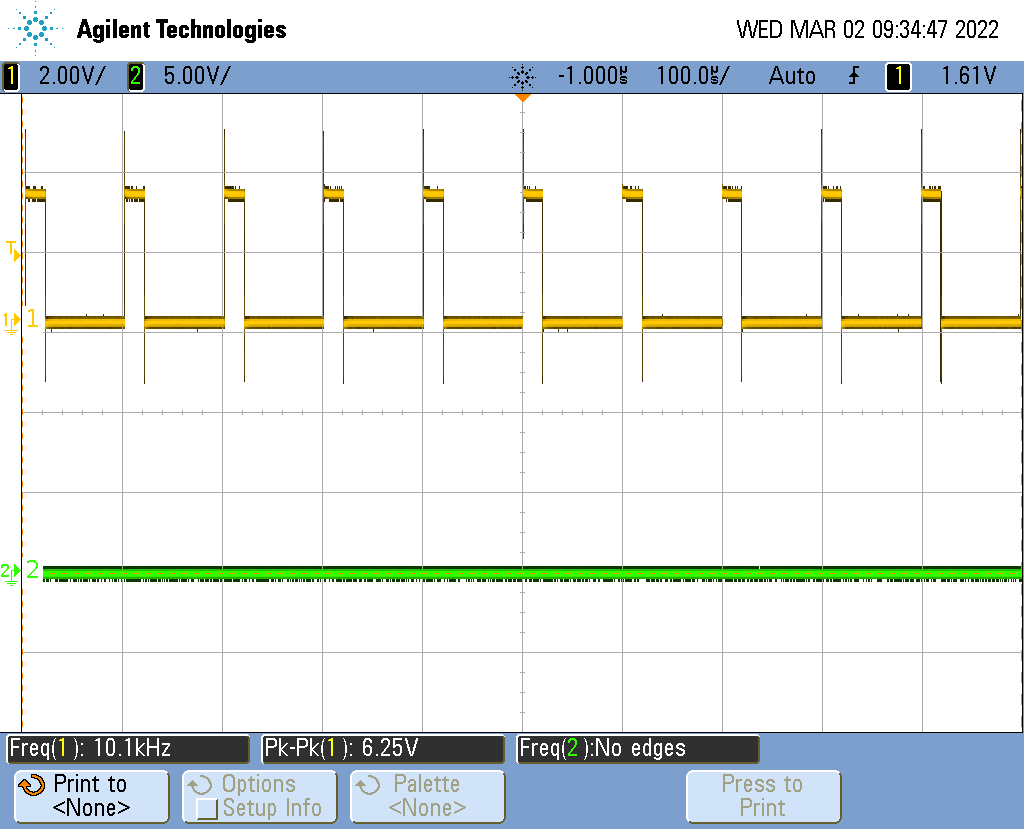 Agilent Technologies WED MAR 02 09:34:47 2022
1 2.00V/ 2 5.00V/ -1.000µs 100.0µs/ Auto 1 1.61V
T
1 1
2 2
Freq(1): 10.1kHz Pk-Pk(1): 6.25V Freq(2):No edges
Print to Options Palette Press to
<None> Setup Info <None> Print